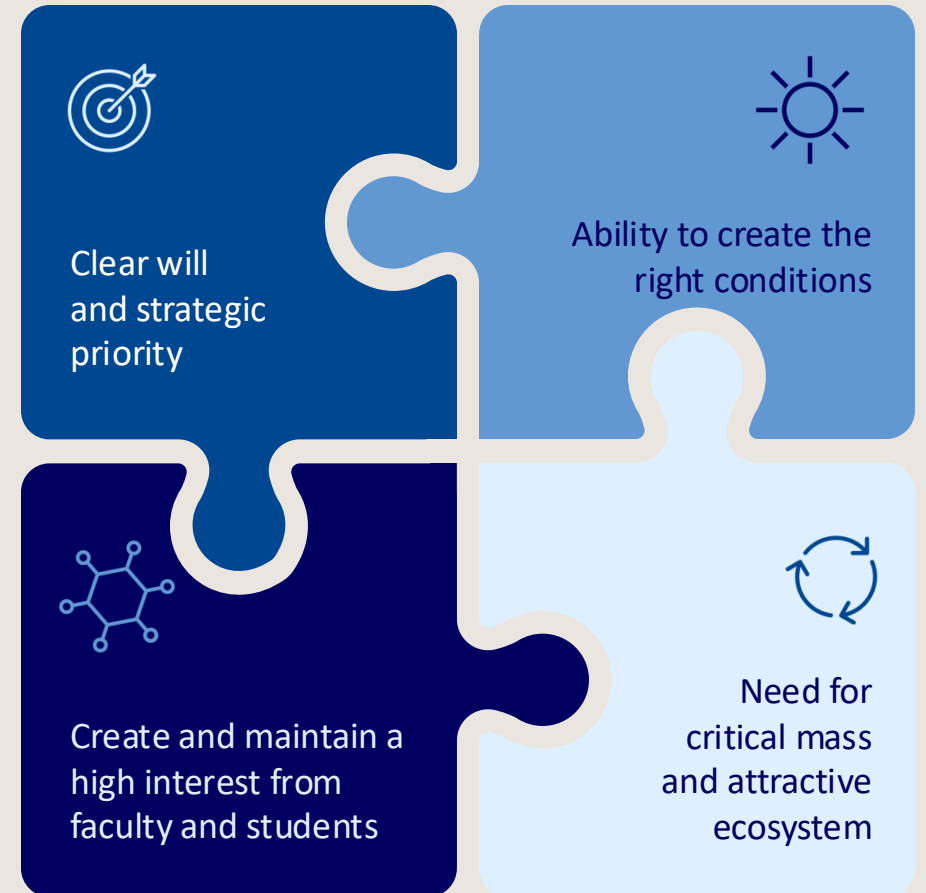 Clear will
and strategic
priority
Ability to create the
right conditions
Create and maintain a
high interest from
faculty and students
Need for
critical mass
and attractive
ecosystem